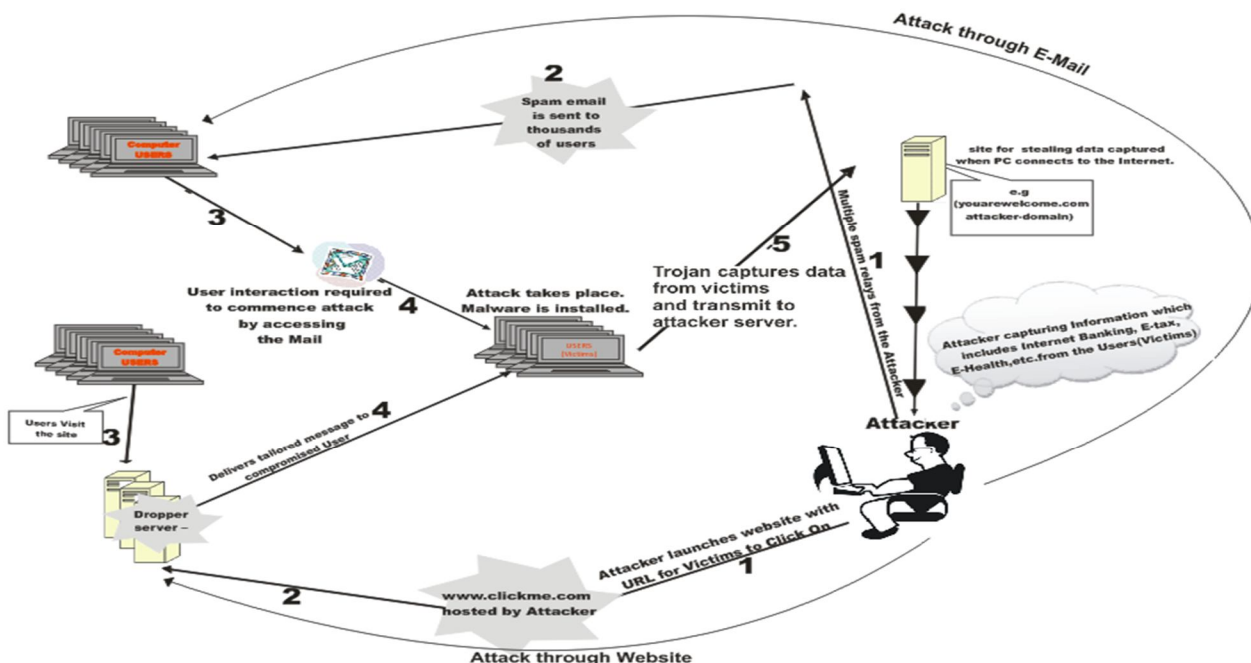 Attack through E-Mail
2
Spam email
is sent to
thousands
of users
Computer
USERS
site for stealing data captured
when PC connects to the Internet.
e.g
(youarewelcome.com
attacker-domain)
3
1
Multiple spam relays from the Attacker
5
Trojan captures data
from victims
and transmit to
attacker server.
User interaction required
to commence attack
by accessing
the Mail
4
Attack takes place.
Malware is installed.
USERS
(Victims)
Attacker capturing Information which
includes Internet Banking, E-tax,
E-Health,etc.from the Users(Victims)
Computer
USERS
Users Visit
the site
3
Delivers tailored message to
compromised User
4
Attacker
Dropper
server –
Attacker launches website with
URL for Victims to Click On
1
2
www.clickme.com
hosted by Attacker
Attack through Website